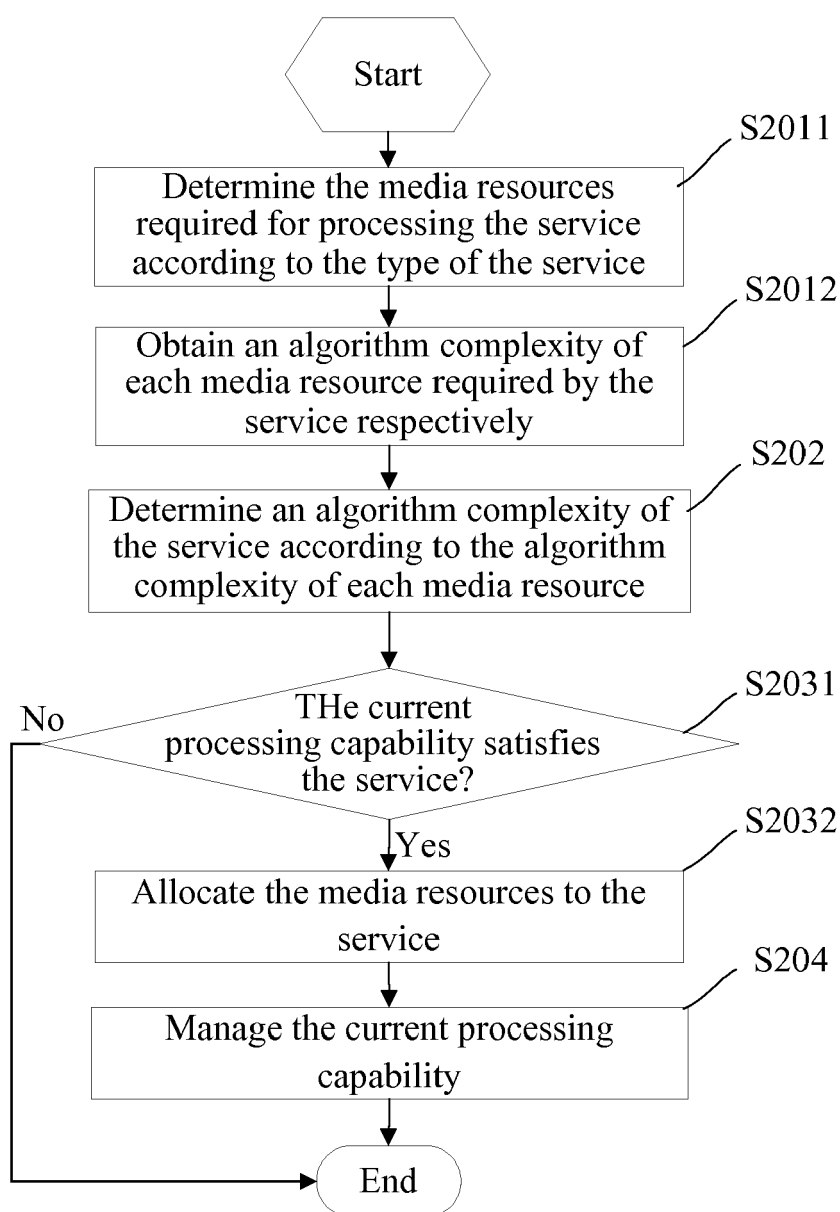 Start
S2011
Determine the media resources
required for processing the service
according to the type of the service
S2012
Obtain an algorithm complexity of
each media resource required by the
service respectively
S202
Determine an algorithm complexity of
the service according to the algorithm
complexity of each media resource
S2031
No
THe current
processing capability satisfies
the service?
Yes
S2032
Allocate the media resources to the
service
S204
Manage the current processing
capability
End